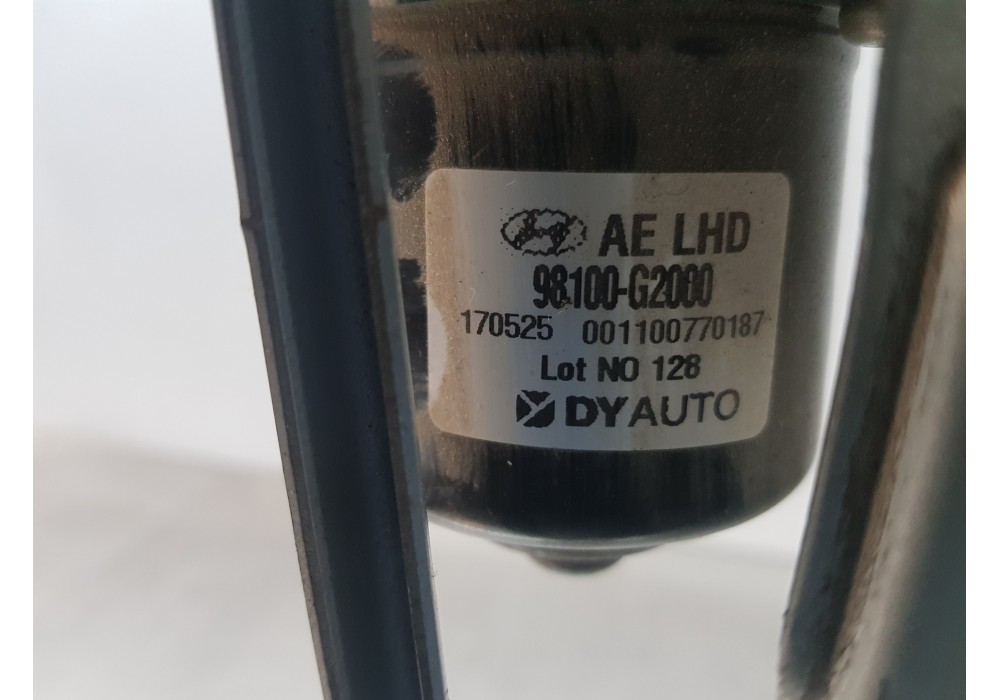 AE LHD
98100-G2000
170525 001100770187
Lot NO 128
DYAUTO